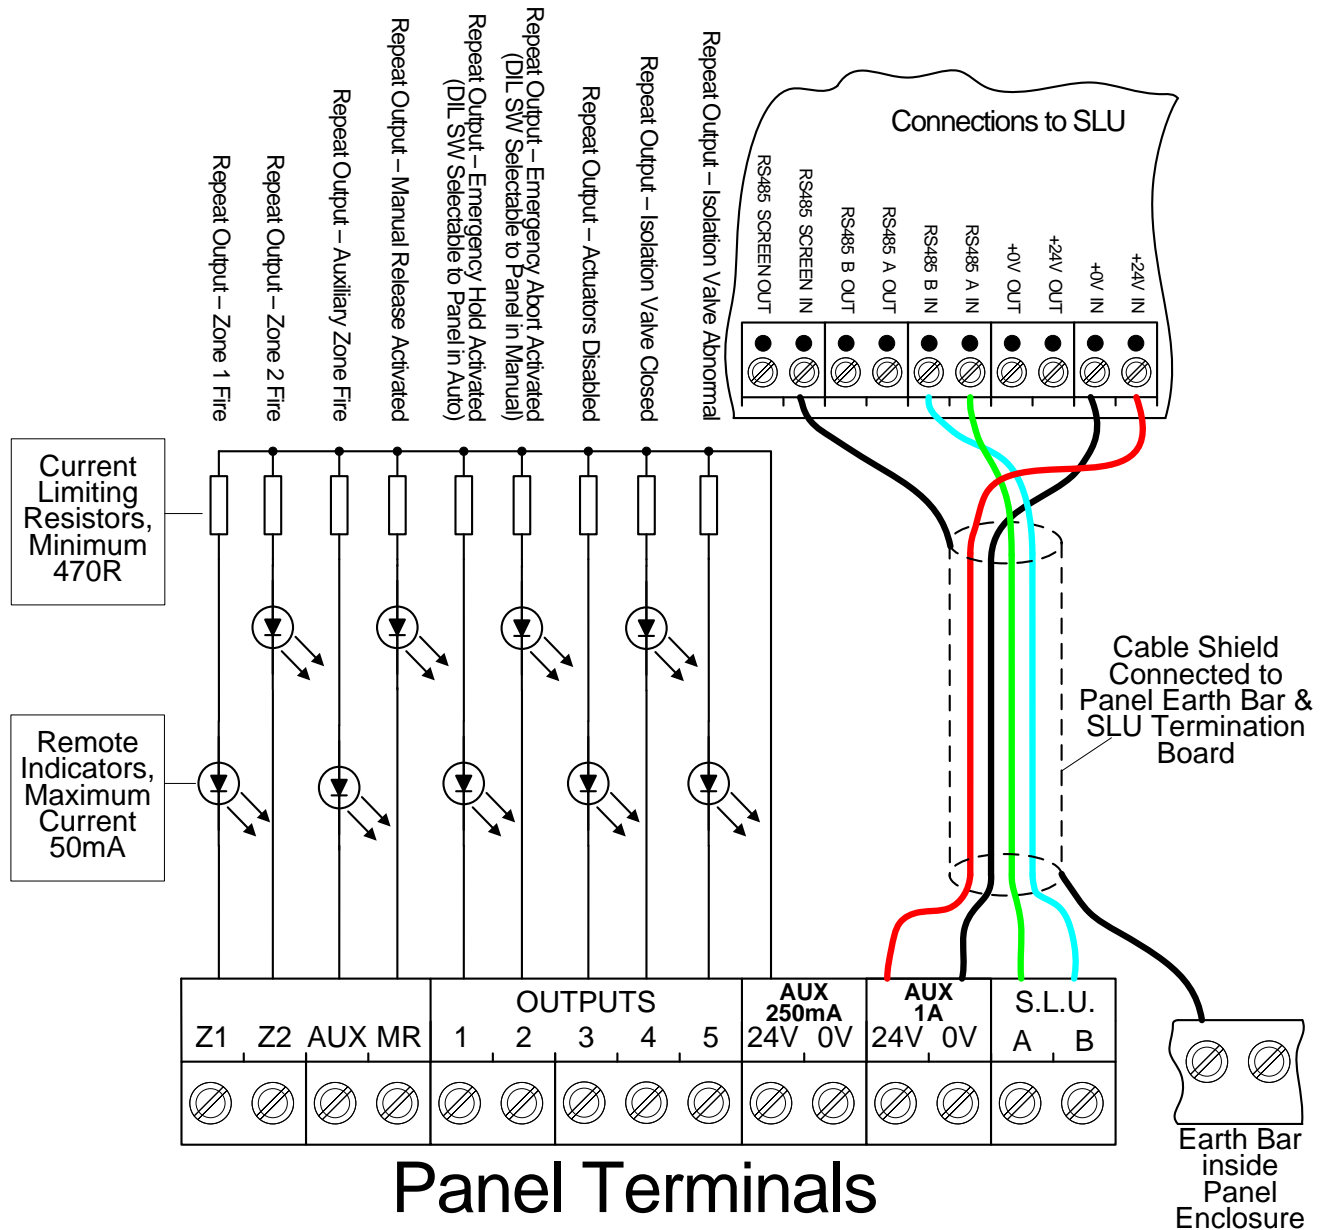 Repeat Output – Zone 1 Fire
Repeat Output – Zone 2 Fire
Repeat Output – Auxiliary Zone Fire
Repeat Output – Manual Release Activated
Repeat Output – Emergency Hold Activated
(DIL SW Selectable to Panel in Auto)
Repeat Output – Emergency Abort Activated
(DIL SW Selectable to Panel in Manual)
Repeat Output – Actuators Disabled
Repeat Output – Isolation Valve Closed
Repeat Output – Isolation Valve Abnormal
Connections to SLU
RS485 SCREEN OUT
RS485 SCREEN IN
RS485 B OUT
RS485 A OUT
RS485 B IN
RS485 A IN
+0V OUT
+24V OUT
+0V IN
+24V IN
Current
Limiting
Resistors,
Minimum
470R
Remote
Indicators,
Maximum
Current
50mA
Cable Shield
Connected to
Panel Earth Bar &
SLU Termination
Board
OUTPUTS
AUX
250mA
AUX
1A
S.L.U.
Z1 Z2 AUX MR 1 2 3 4 5 24V 0V 24V 0V A B
Earth Bar
inside
Panel
Enclosure
Panel Terminals